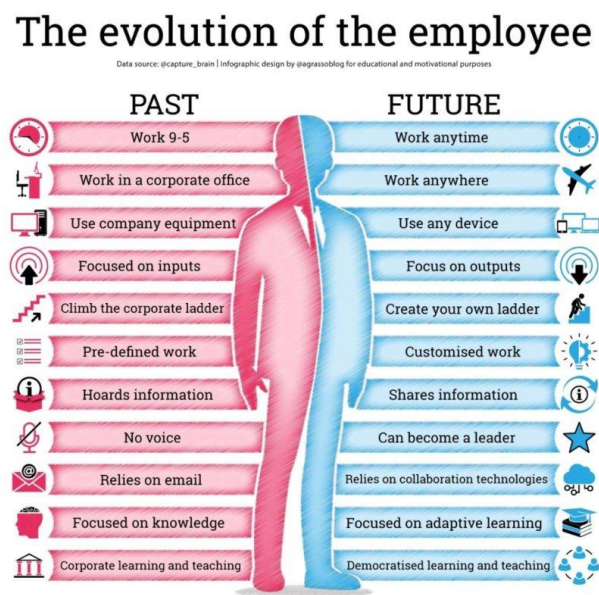 The evolution of the employee
Data source: @capture_brain | Infographic design by @agrassoblog for educational and motivational purposes
PAST
FUTURE
Work 9-5
Work anytime
Work in a corporate office
Work anywhere
Use company equipment
Use any device
Focused on inputs
Focus on outputs
Climb the corporate ladder
Create your own ladder
Pre-defined work
Customised work
Hoards information
Shares information
No voice
Can become a leader
Relies on email
Relies on collaboration technologies
Focused on knowledge
Focused on adaptive learning
Corporate learning and teaching
Democratised learning and teaching